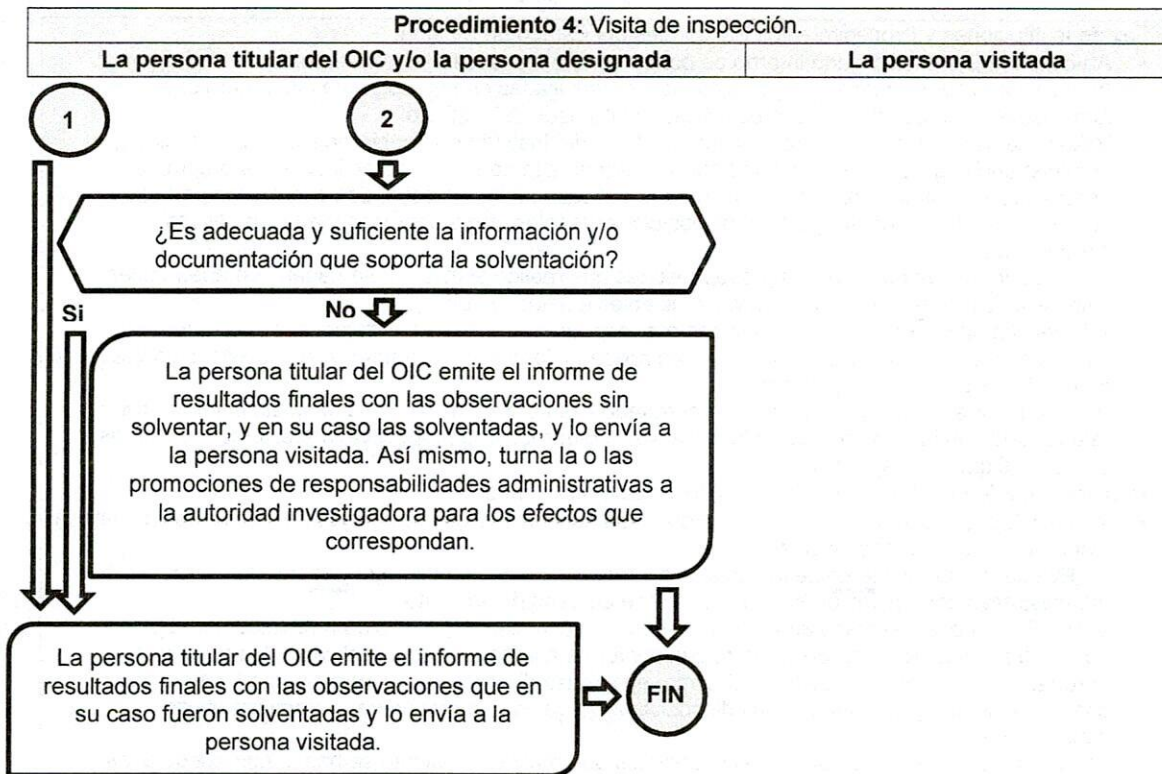 Procedimiento 4: Visita de inspección.
La persona titular del OIC y/o la persona designada
La persona visitada
1
2
¿Es adecuada y suficiente la información y/o
documentación que soporta la solventación?
Si
No
La persona titular del OIC emite el informe de
resultados finales con las observaciones sin
solventar, y en su caso las solventadas, y lo envía a
la persona visitada. Así mismo, turna la o las
promociones de responsabilidades administrativas a
la autoridad investigadora para los efectos que
correspondan.
La persona titular del OIC emite el informe de
resultados finales con las observaciones que en
su caso fueron solventadas y lo envía a la
persona visitada.
FIN